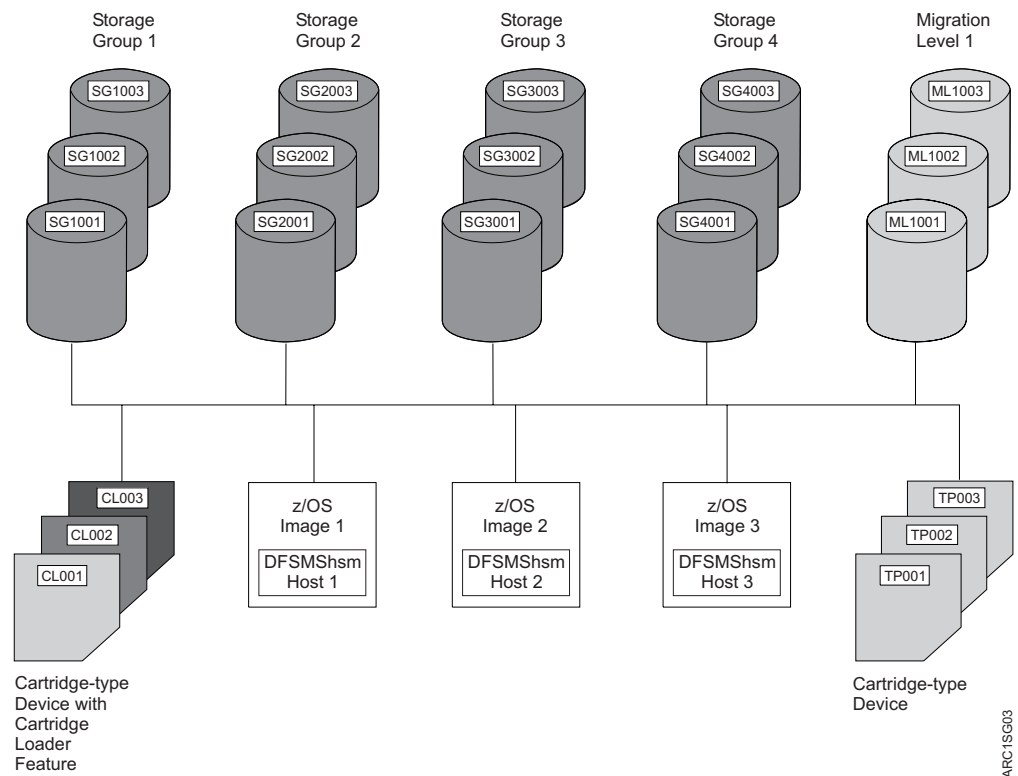 Storage
Group 1
Storage
Group 2
Storage
Group 3
Storage
Group 4
Migration
Level 1
SG1003
SG2003
SG3003
SG4003
ML1003
SG1002
SG2002
SG3002
SG4002
ML1002
SG1001
SG2001
SG3001
SG4001
ML1001
CL003
CL002
CL001
z/OS
Image 1
DFSMShsm
Host 1
z/OS
Image 2
DFSMShsm
Host 2
z/OS
Image 3
DFSMShsm
Host 3
TP003
TP002
TP001
Cartridge-type
Device with
Cartridge
Loader
Feature
Cartridge-type
Device
ARC1SG03